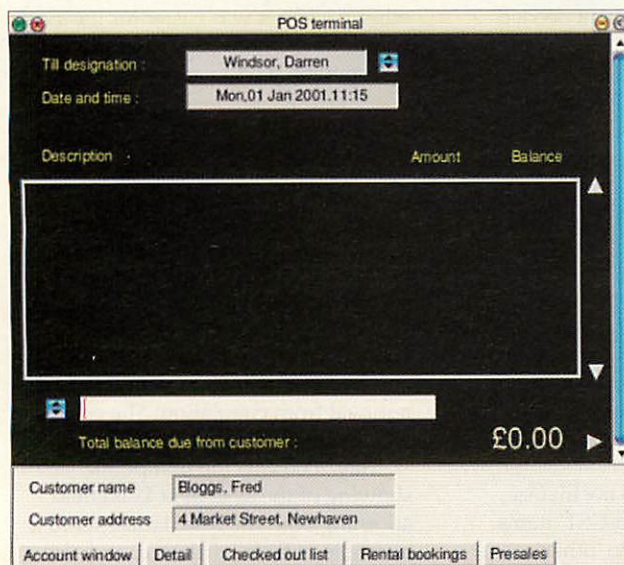 POS terminal
Till designation : Windsor, Darren
Date and time : Mon,01 Jan 2001.11:15
Description Amount Balance
Total balance due from customer : £0.00
Customer name Bloggs, Fred
Customer address 4 Market Street, Newhaven
Account window Detail Checked out list Rental bookings Presales